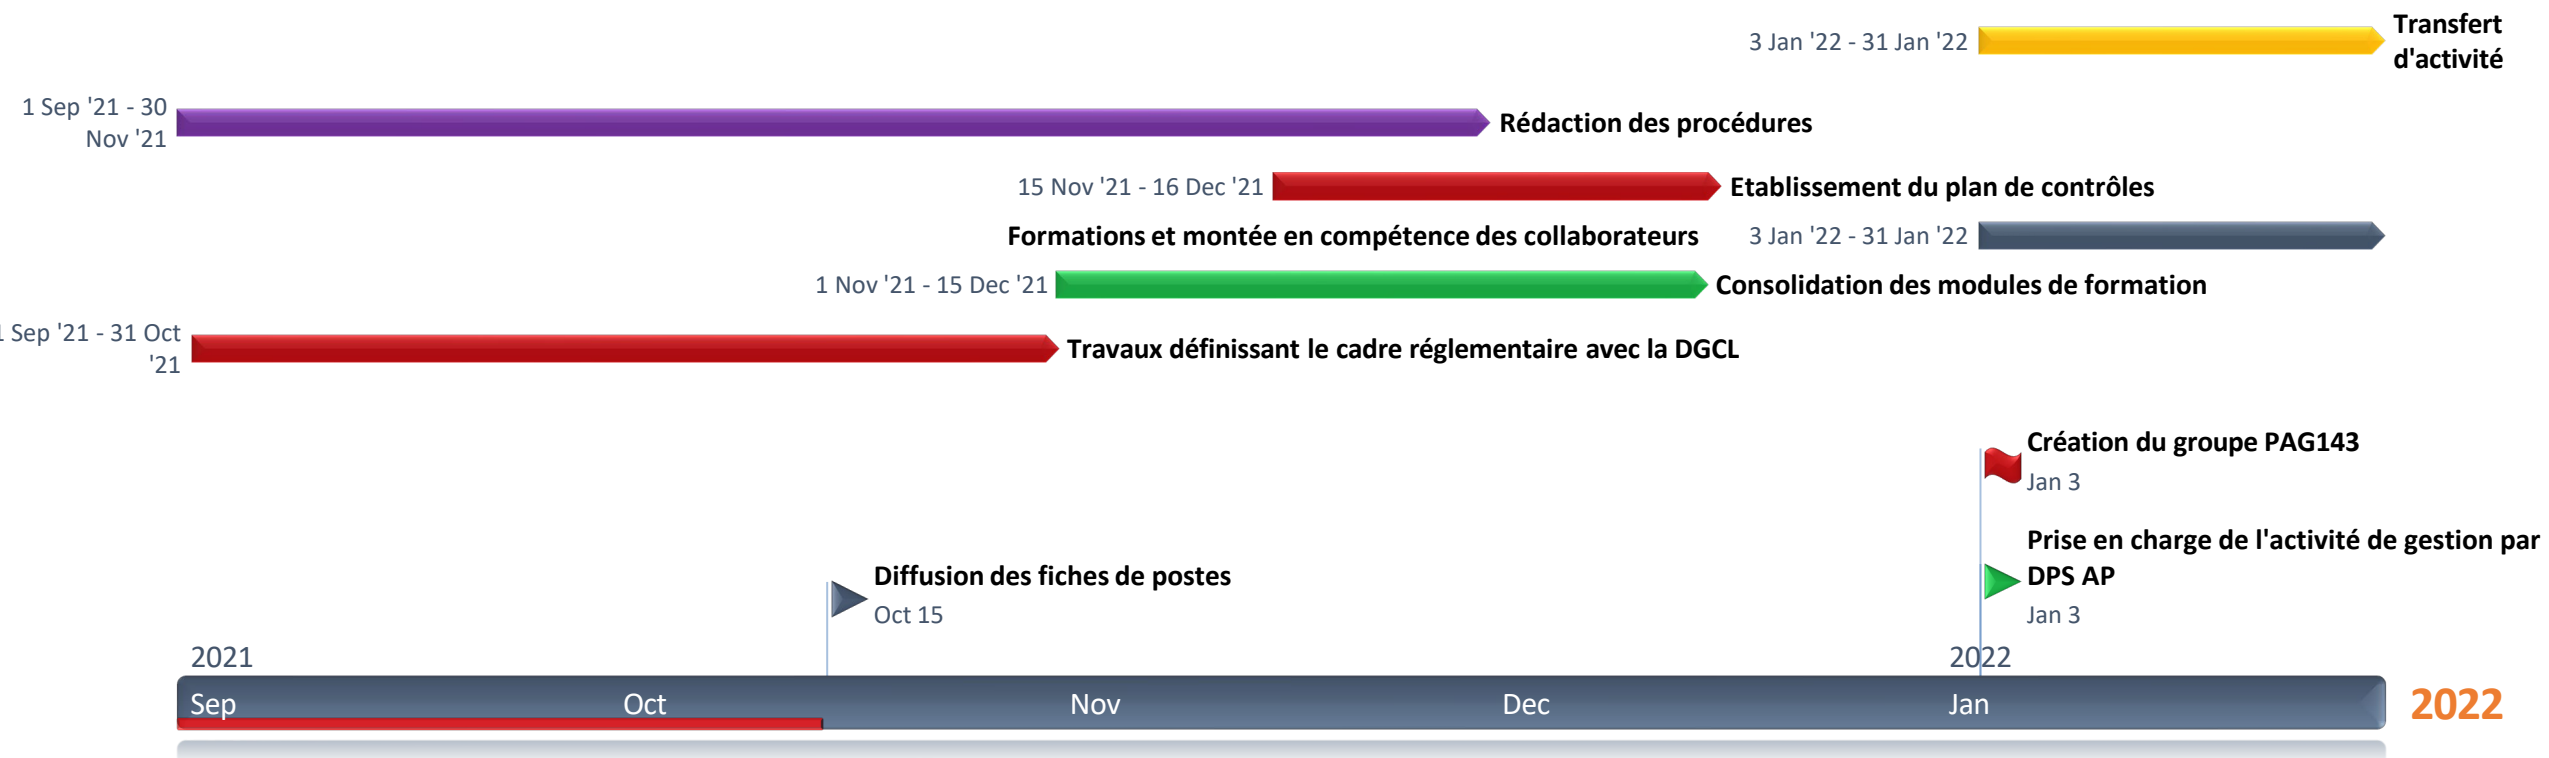 Transfert
d'activité
3 Jan '22 - 31 Jan '22
1 Sep '21 - 30
Nov '21
Rédaction des procédures
15 Nov '21 - 16 Dec '21
Etablissement du plan de contrôles
Formations et montée en compétence des collaborateurs
3 Jan '22 - 31 Jan '22
1 Nov '21 - 15 Dec '21
Consolidation des modules de formation
Sep '21 - 31 Oct
'21
Travaux définissant le cadre réglementaire avec la DGCL
Création du groupe PAG143
Jan 3
Prise en charge de l'activité de gestion par
DPS AP
Jan 3
Diffusion des fiches de postes
Oct 15
2021
2022
Sep
Oct
Nov
Dec
Jan
2022